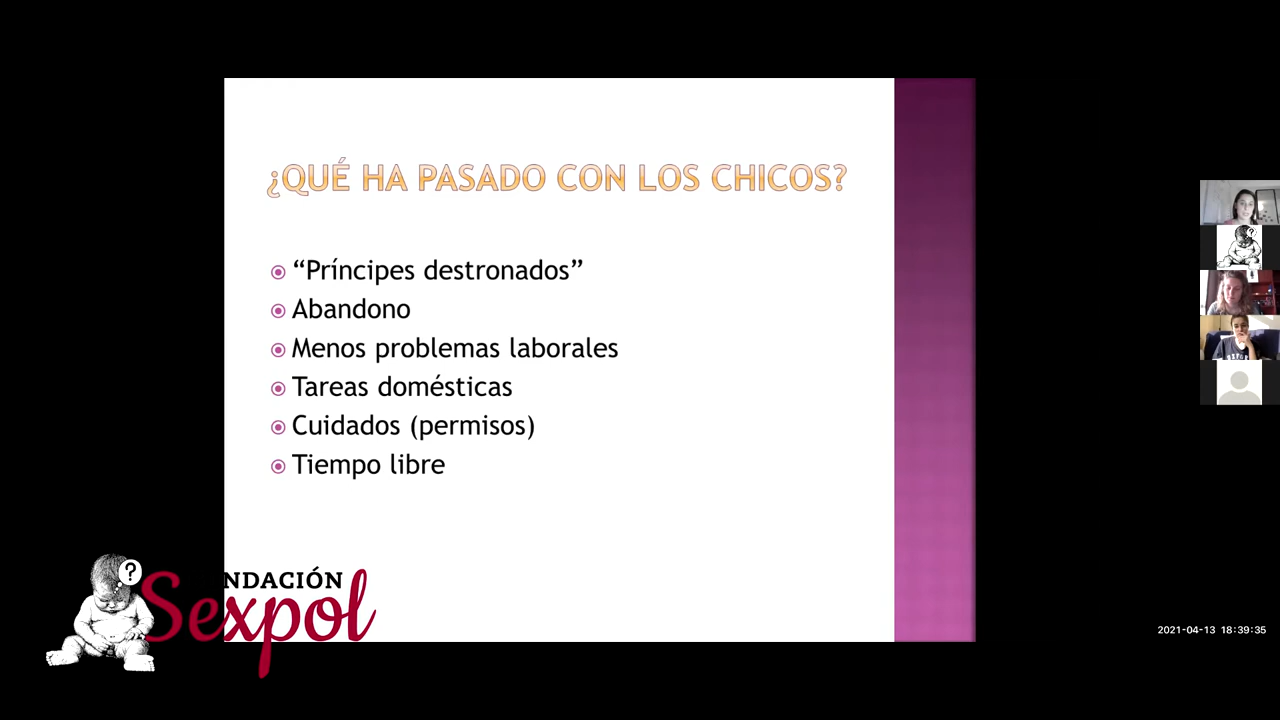 ¿QUÉ HA PASADO CON LOS CHICOS?
“Príncipes destronados”
Abandono
Menos problemas laborales
Tareas domésticas
Cuidados (permisos)
Tiempo libre
?
NDACIÓN
Sexpol
2021-04-13 18:39:35